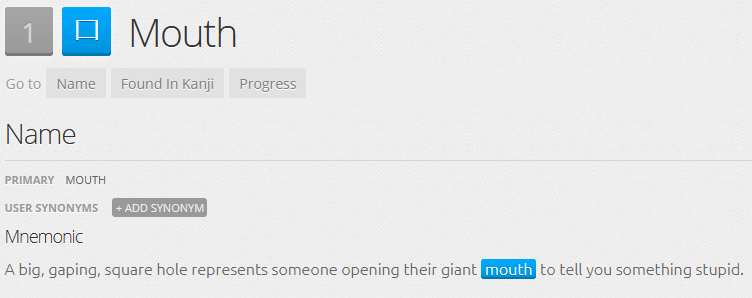 1 口 Mouth
Go to Name Found In Kanji Progress
Name
PRIMARY MOUTH
USER SYNONYMS + ADD SYNONYM
Mnemonic
A big, gaping, square hole represents someone opening their giant mouth to tell you something stupid.